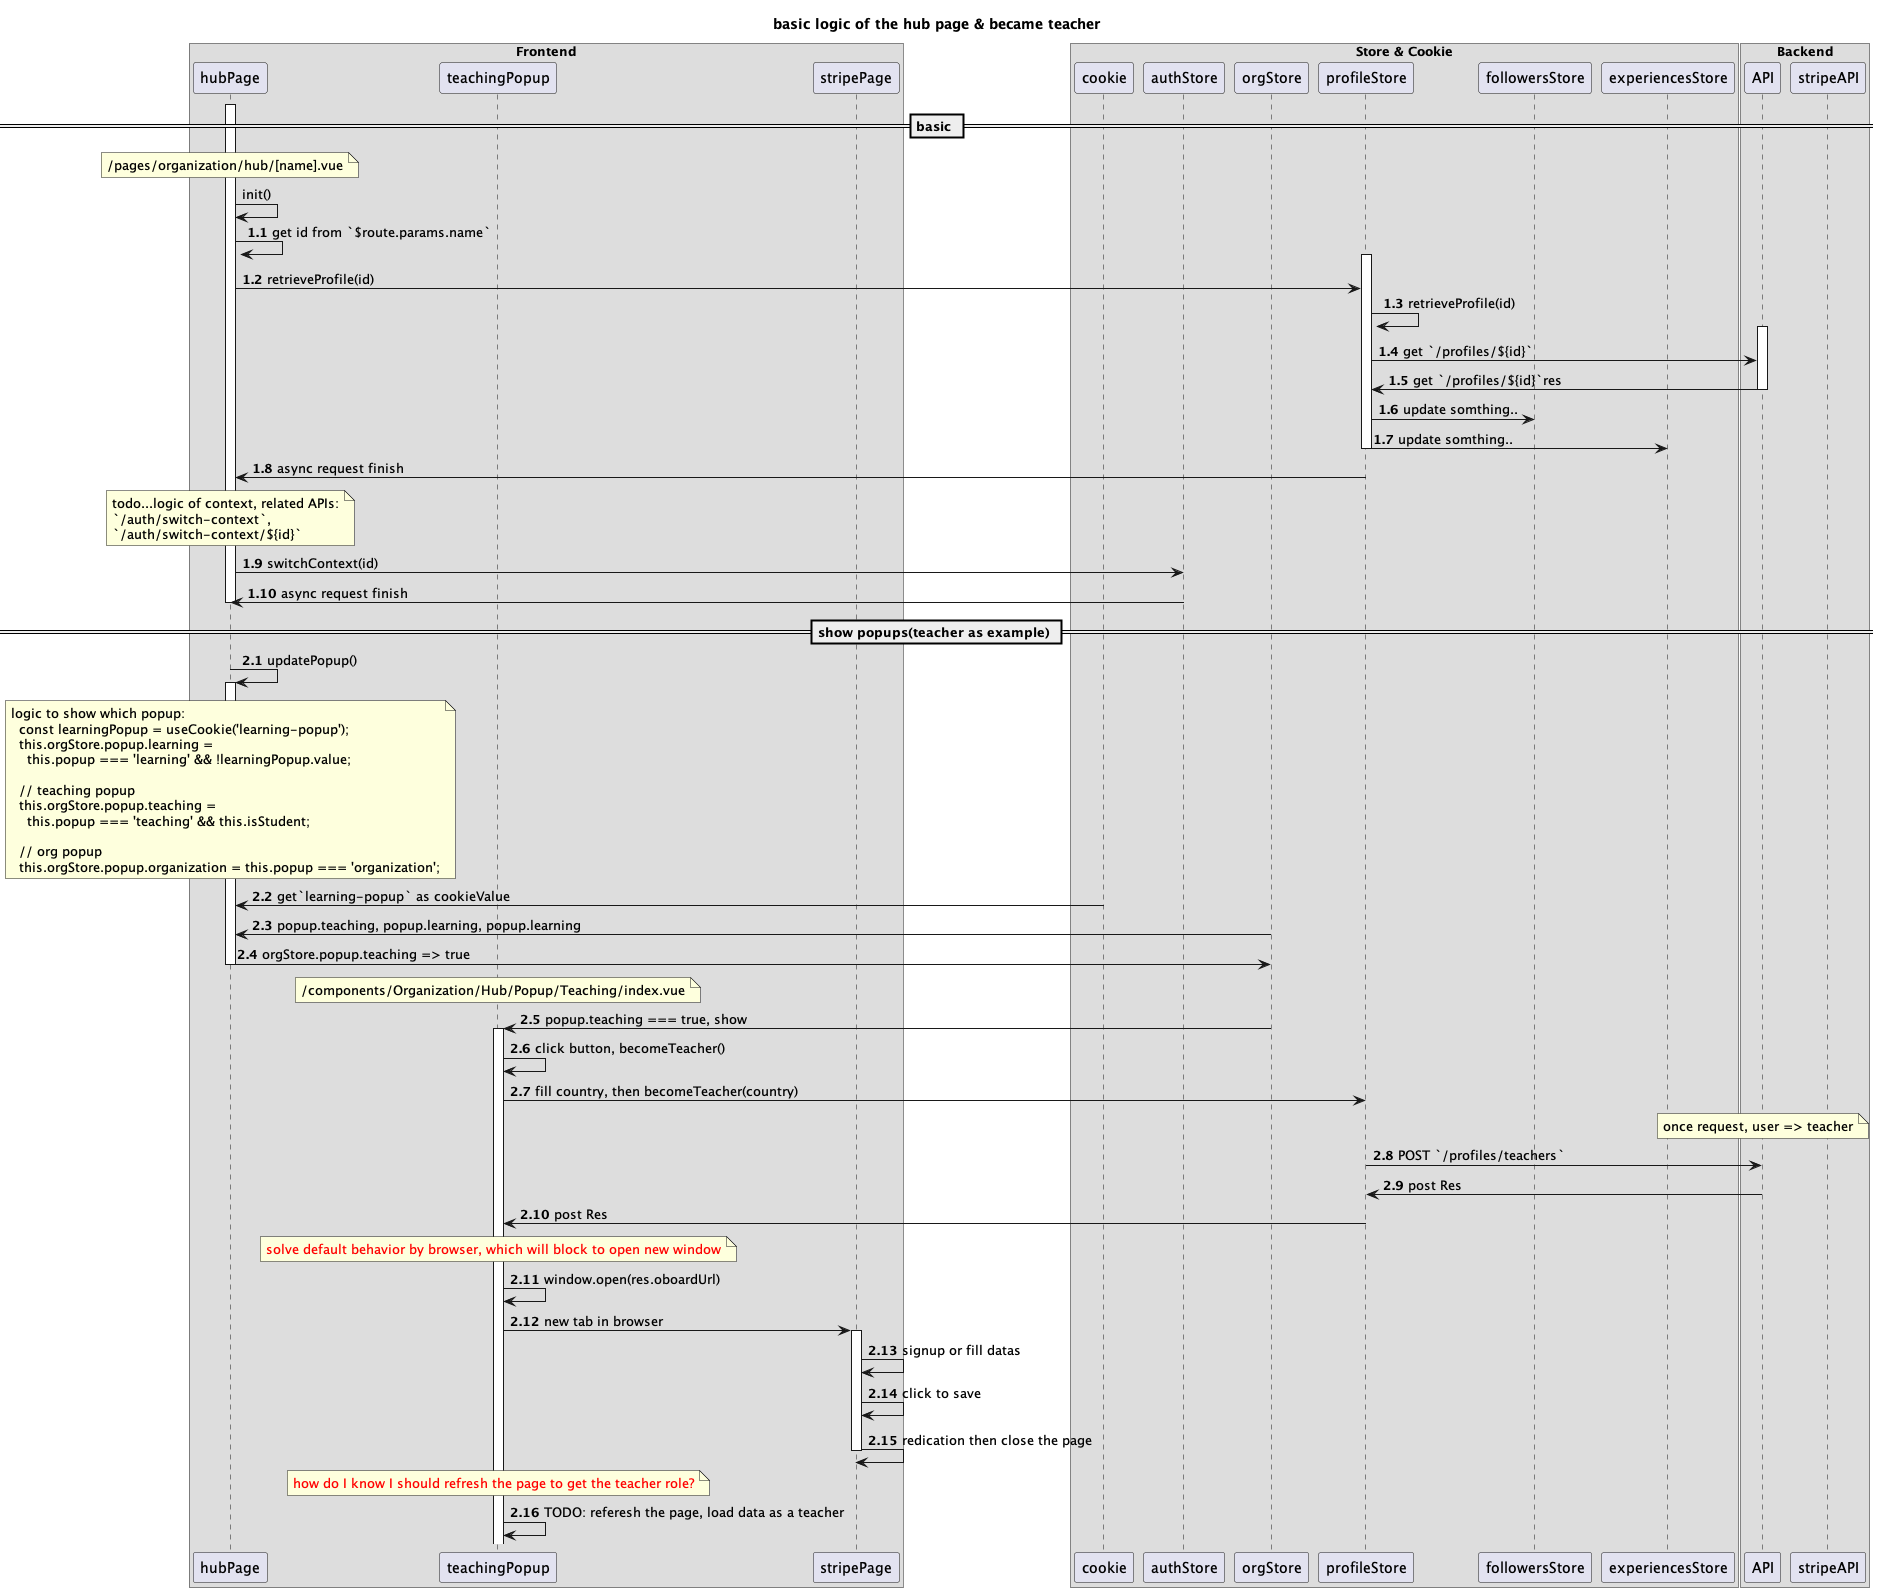 basic logic of the hub page & became teacher
Frontend
Store & Cookie
Backend
hubPage
teachingPopup
stripePage
cookie
authStore
orgStore
profileStore
followersStore
experiencesStore
API
stripeAPI
basic
/pages/organization/hub/[name].vue
init()
1.1 get id from `$route.params.name`
1.2 retrieveProfile(id)
1.3 retrieveProfile(id)
1.4 get `/profiles/${id}`
1.5 get `/profiles/${id}`res
1.6 update somthing..
1.7 update somthing..
1.8 async request finish
todo...logic of context, related APIs:
`/auth/switch-context`,
`/auth/switch-context/${id}`
1.9 switchContext(id)
1.10 async request finish
show popups(teacher as example)
2.1 updatePopup()
logic to show which popup:
const learningPopup = useCookie('learning-popup');
this.orgStore.popup.learning =
this.popup === 'learning' && !learningPopup.value;
// teaching popup
this.orgStore.popup.teaching =
this.popup === 'teaching' && this.isStudent;
// org popup
this.orgStore.popup.organization = this.popup === 'organization';
2.2 get`learning-popup` as cookieValue
2.3 popup.teaching, popup.learning, popup.learning
2.4 orgStore.popup.teaching => true
/components/Organization/Hub/Popup/Teaching/index.vue
2.5 popup.teaching === true, show
2.6 click button, becomeTeacher()
2.7 fill country, then becomeTeacher(country)
once request, user => teacher
2.8 POST `/profiles/teachers`
2.9 post Res
2.10 post Res
solve default behavior by browser, which will block to open new window
2.11 window.open(res.oboardUrl)
2.12 new tab in browser
2.13 signup or fill datas
2.14 click to save
2.15 redication then close the page
how do I know I should refresh the page to get the teacher role?
2.16 TODO: referesh the page, load data as a teacher
hubPage
teachingPopup
stripePage
cookie
authStore
orgStore
profileStore
followersStore
experiencesStore
API
stripeAPI